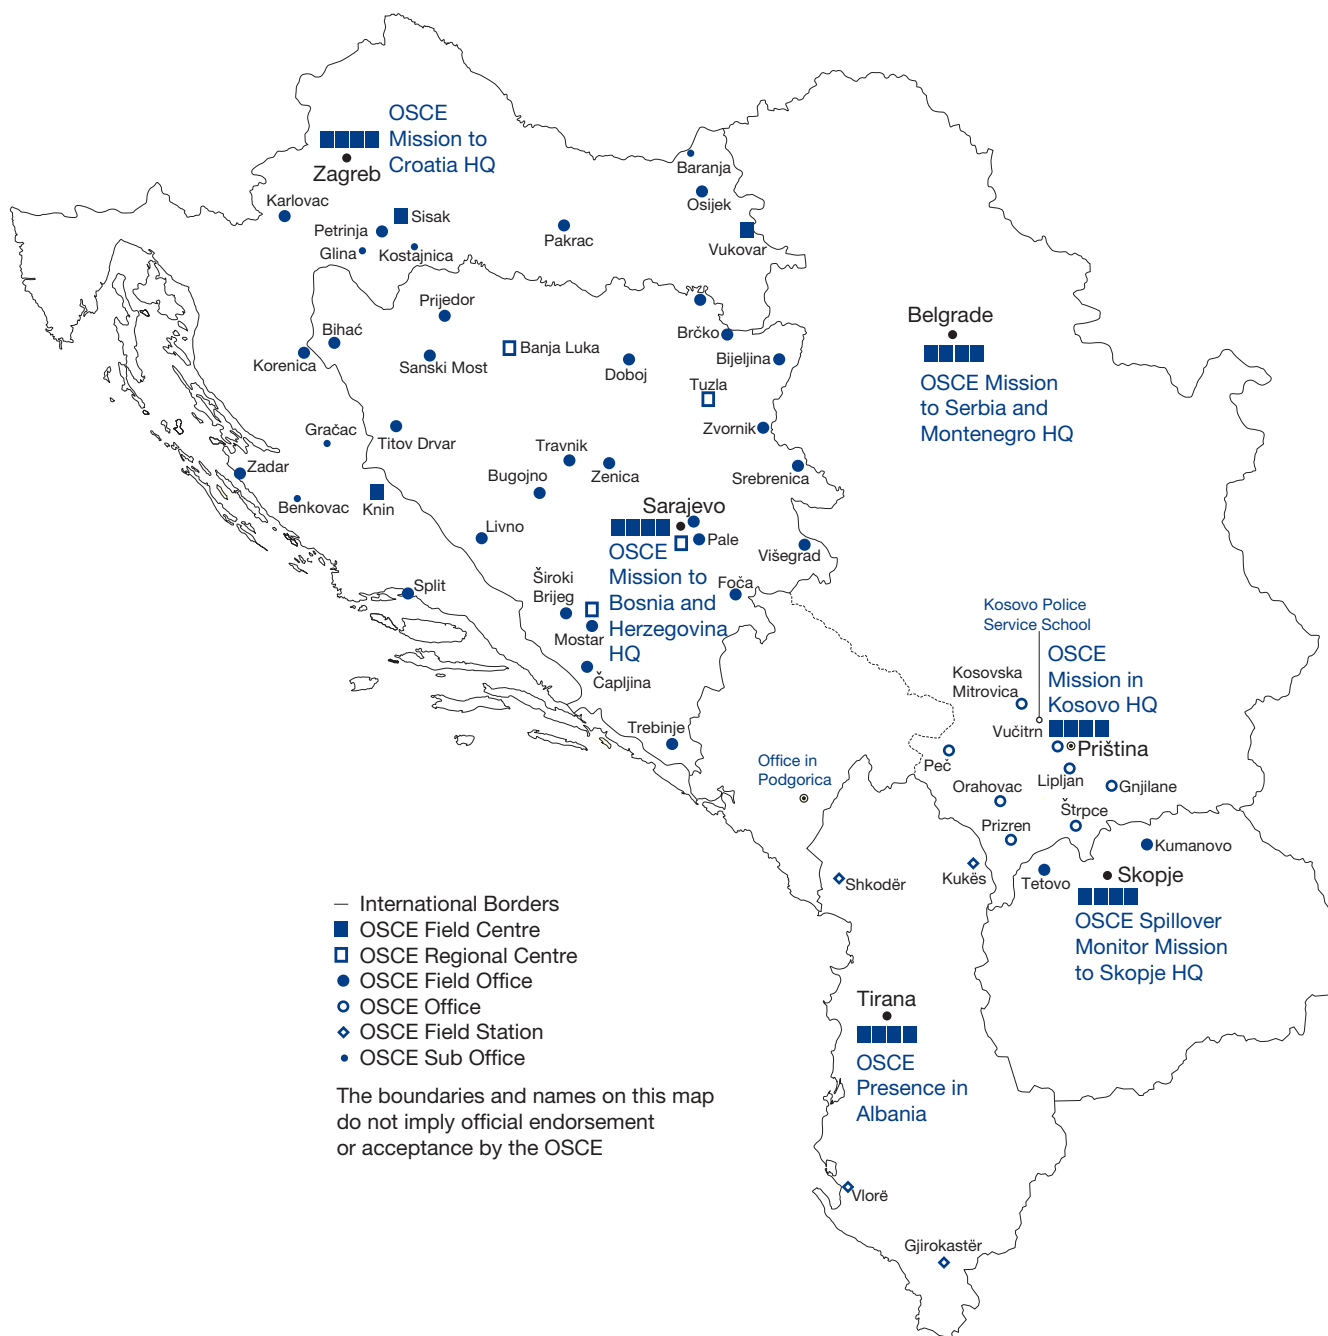 OSCE
Mission to
Croatia HQ
Zagreb
Baranja
Karlovac
Osijek
Sisak
Petrinja
Pakrac
Vukovar
Glina
Kostajnica
Prijedor
Belgrade
Bihać
Brčko
Banja Luka
Korenica
Sanski Most
Doboj
Bijeljina
OSCE Mission
to Serbia and
Montenegro HQ
Tuzla
Gračac
Titov Drvar
Zvornik
Travnik
Zadar
Bugojno
Zenica
Srebrenica
Benkovac
Knin
Sarajevo
Livno
Pale
OSCE
Mission to
Bosnia and
Herzegovina
HQ
Višegrad
Široki
Brijeg
Foča
Split
Mostar
Čapljina
Kosovo Police
Service School
OSCE
Mission in
Kosovo HQ
Kosovska
Mitrovica
Trebinje
Vučitrn
Priština
Peč
Office in
Podgorica
Lipljan
Orahovac
Gnjilane
Štrpce
Prizren
Kumanovo
Shkodër
Kukës
Tetovo
Skopje
OSCE Spillover
Monitor Mission
to Skopje HQ
International Borders
OSCE Field Centre
OSCE Regional Centre
OSCE Field Office
OSCE Office
OSCE Field Station
OSCE Sub Office
Tirana
OSCE
Presence in
Albania
The boundaries and names on this map
do not imply official endorsement
or acceptance by the OSCE
Vlorë
Gjirokastër